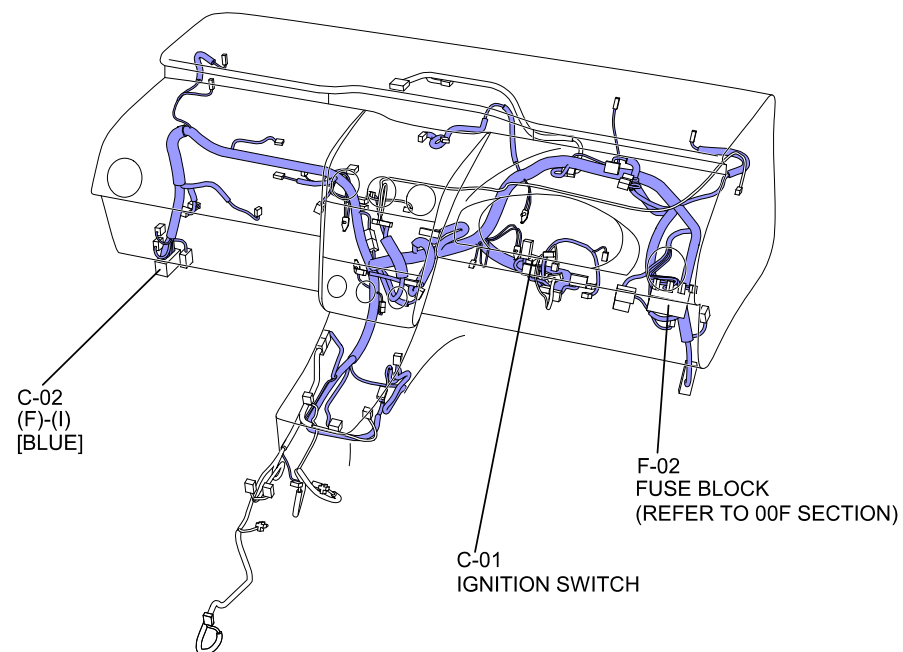 C-02
(F)-(I)
[BLUE]
F-02
FUSE BLOCK
(REFER TO 00F SECTION)
C-01
IGNITION SWITCH